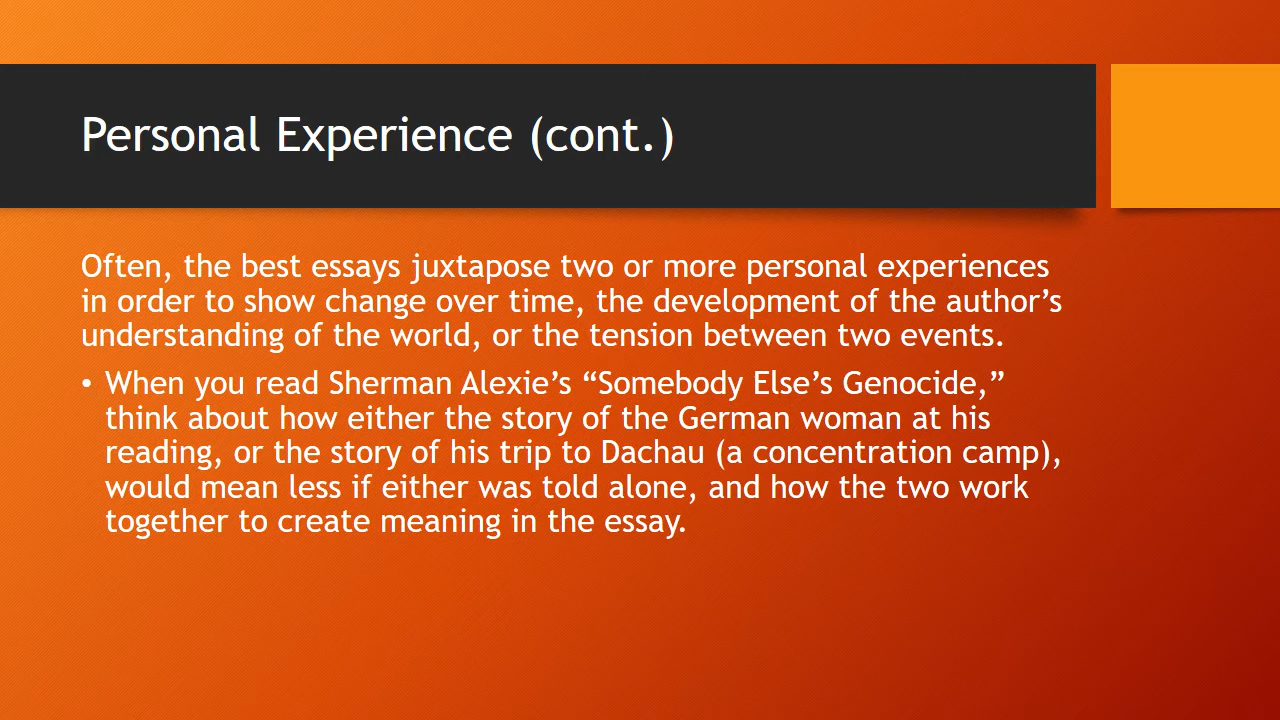 Personal Experience (cont.)
Often, the best essays juxtapose two or more personal experiences
in order to show change over time, the development of the author’s
understanding of the world, or the tension between two events.
• When you read Sherman Alexie’s “Somebody Else’s Genocide,”
think about how either the story of the German woman at his
reading, or the story of his trip to Dachau (a concentration camp),
would mean less if either was told alone, and how the two work
together to create meaning in the essay.